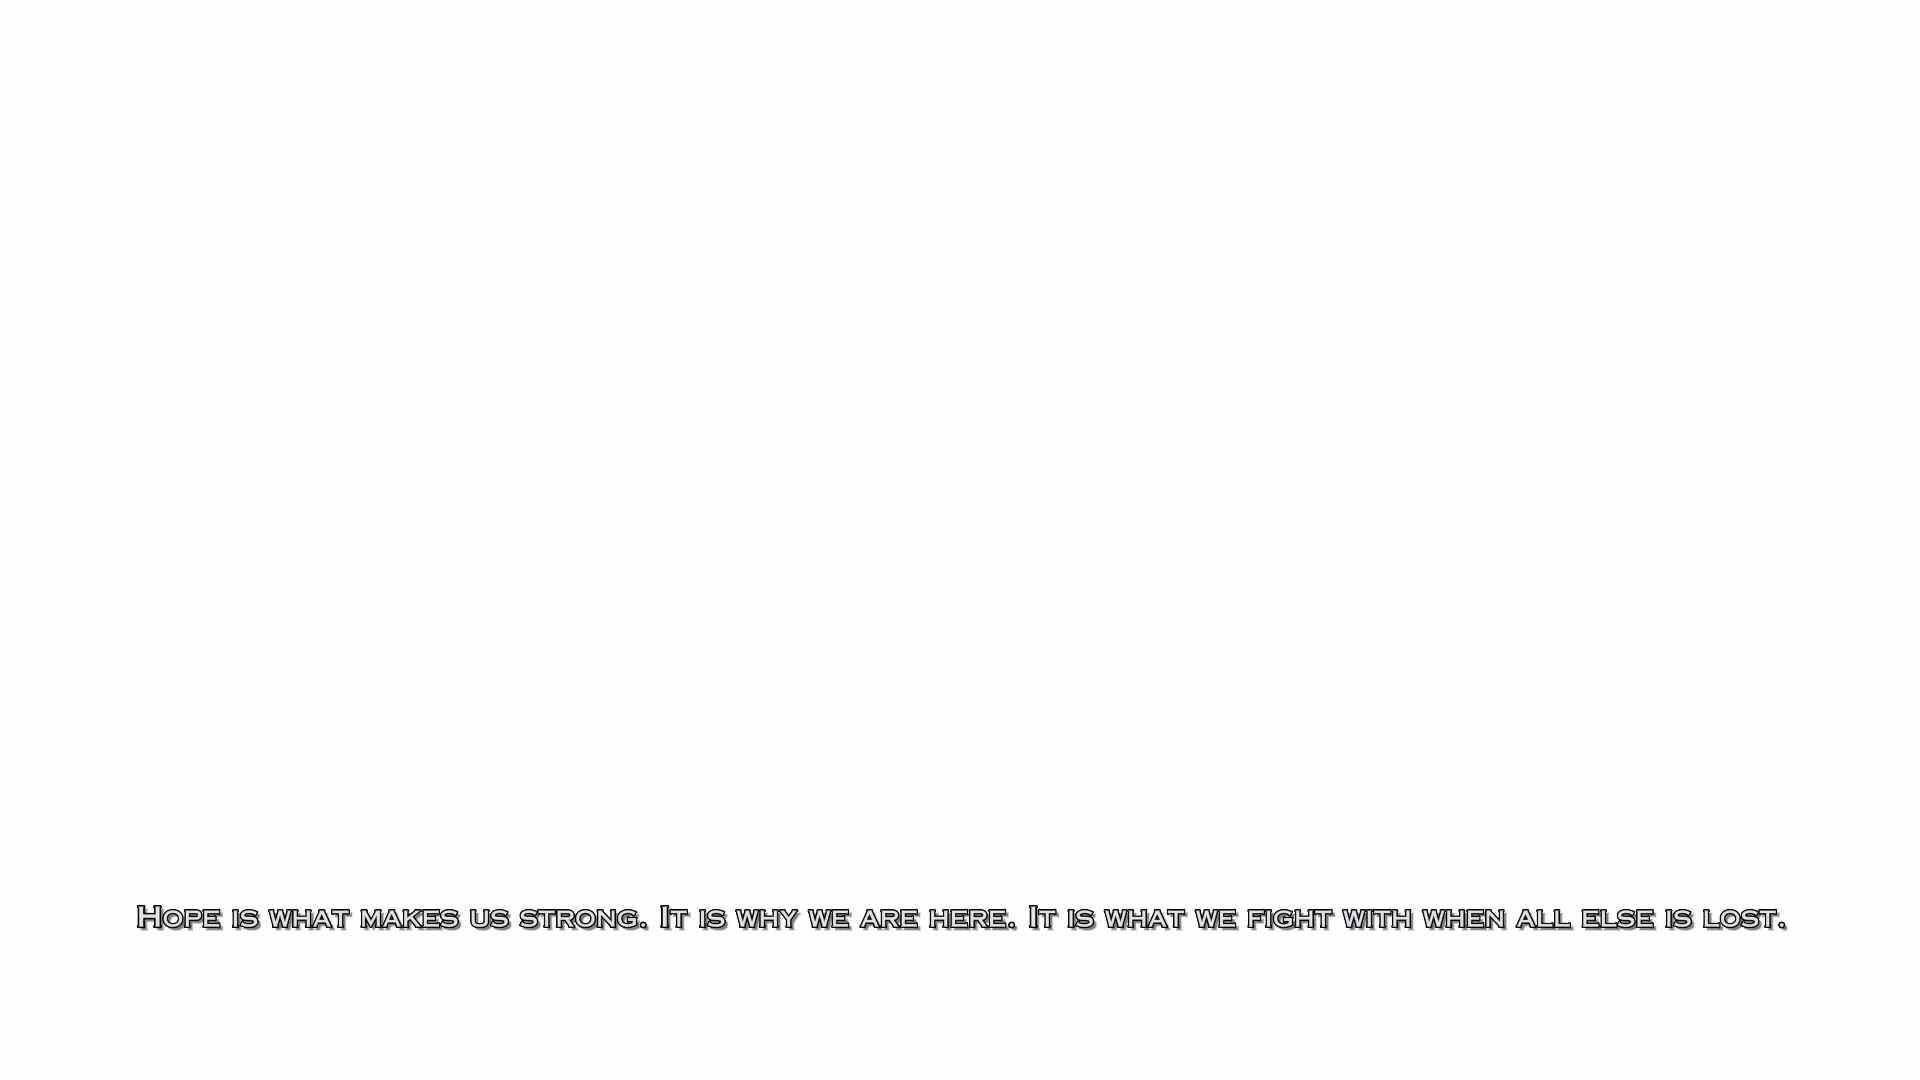 Hope is what makes us strong. It is why we are here. It is what we fight with when all else is lost.